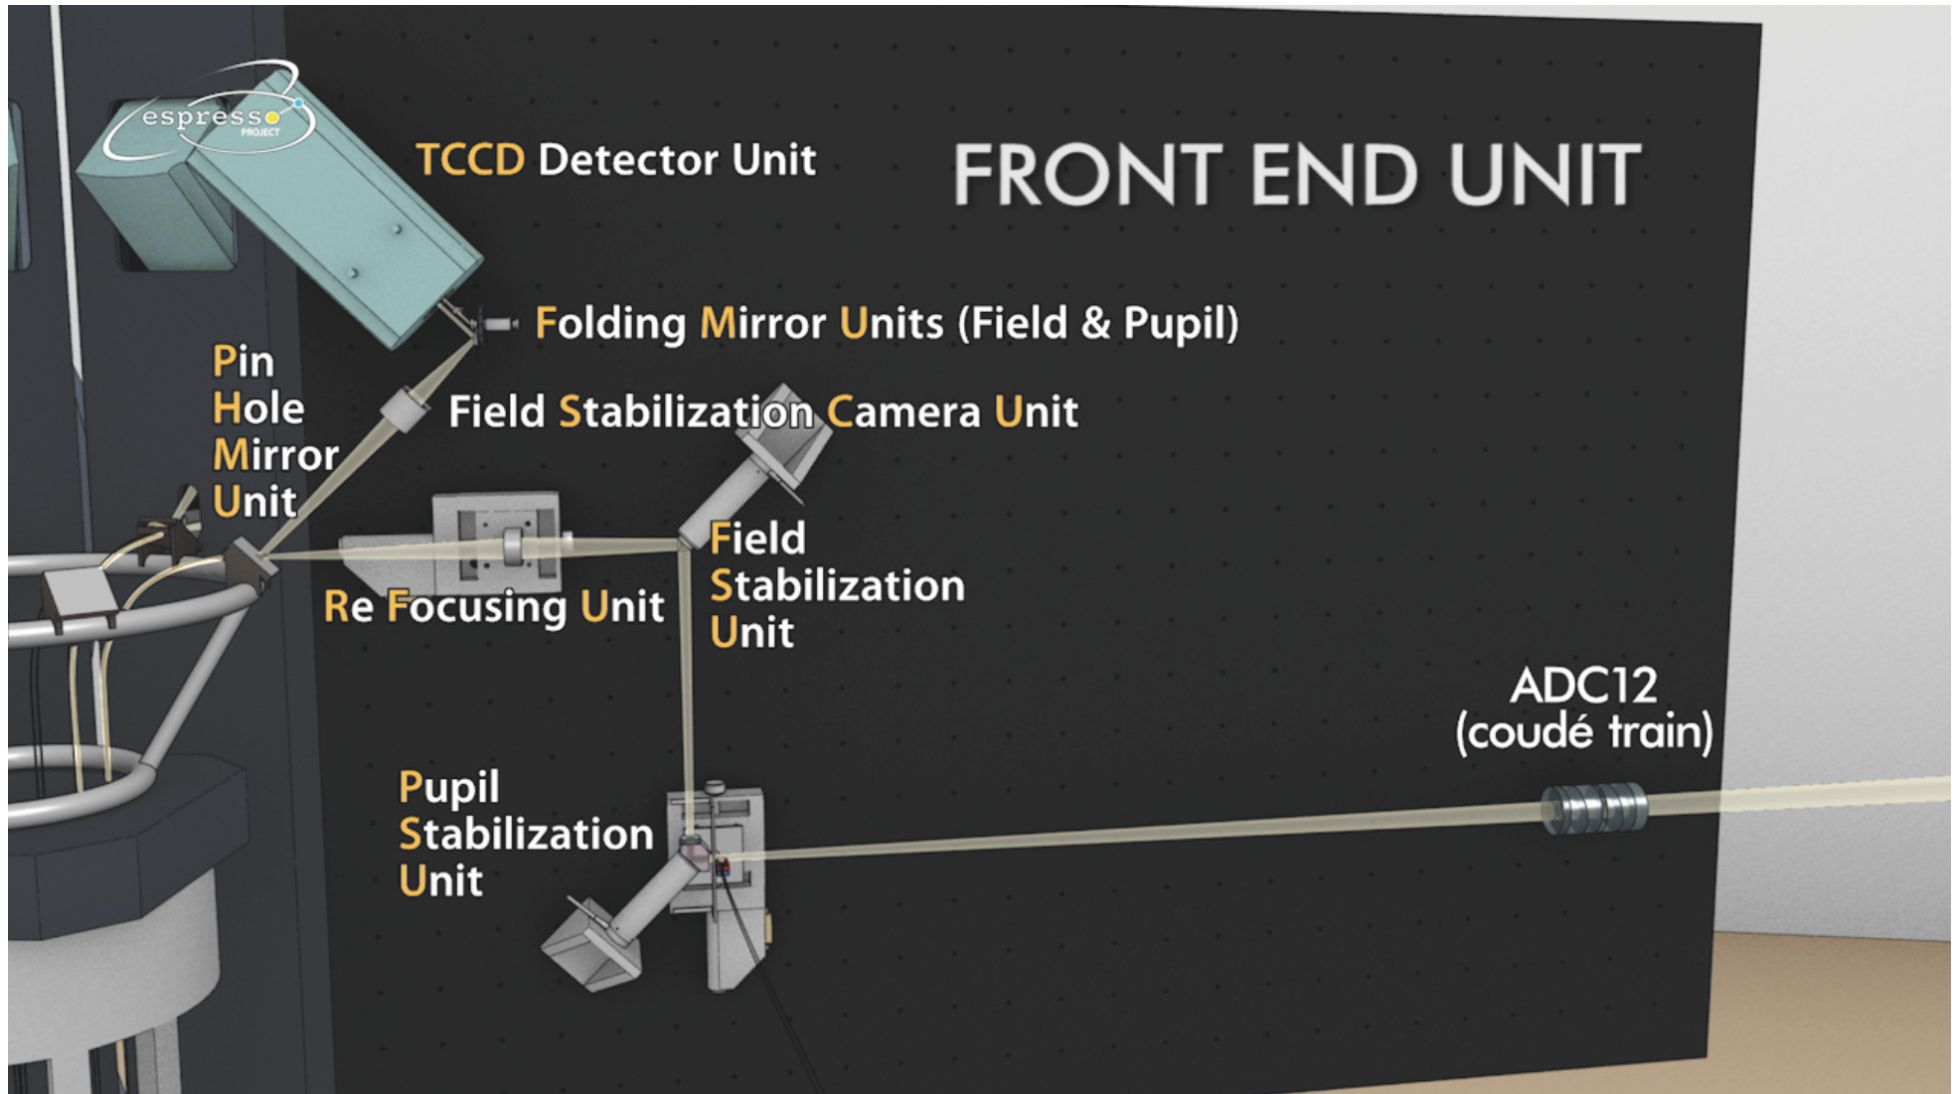 espresso
PROJECT
TCCD Detector Unit
FRONT END UNIT
Folding Mirror Units (Field & Pupil)
Pin
Hole
Mirror
Unit
Field Stabilization Camera Unit
Field
Stabilization
Unit
Re Focusing Unit
ADC12
(coudé train)
Pupil
Stabilization
Unit